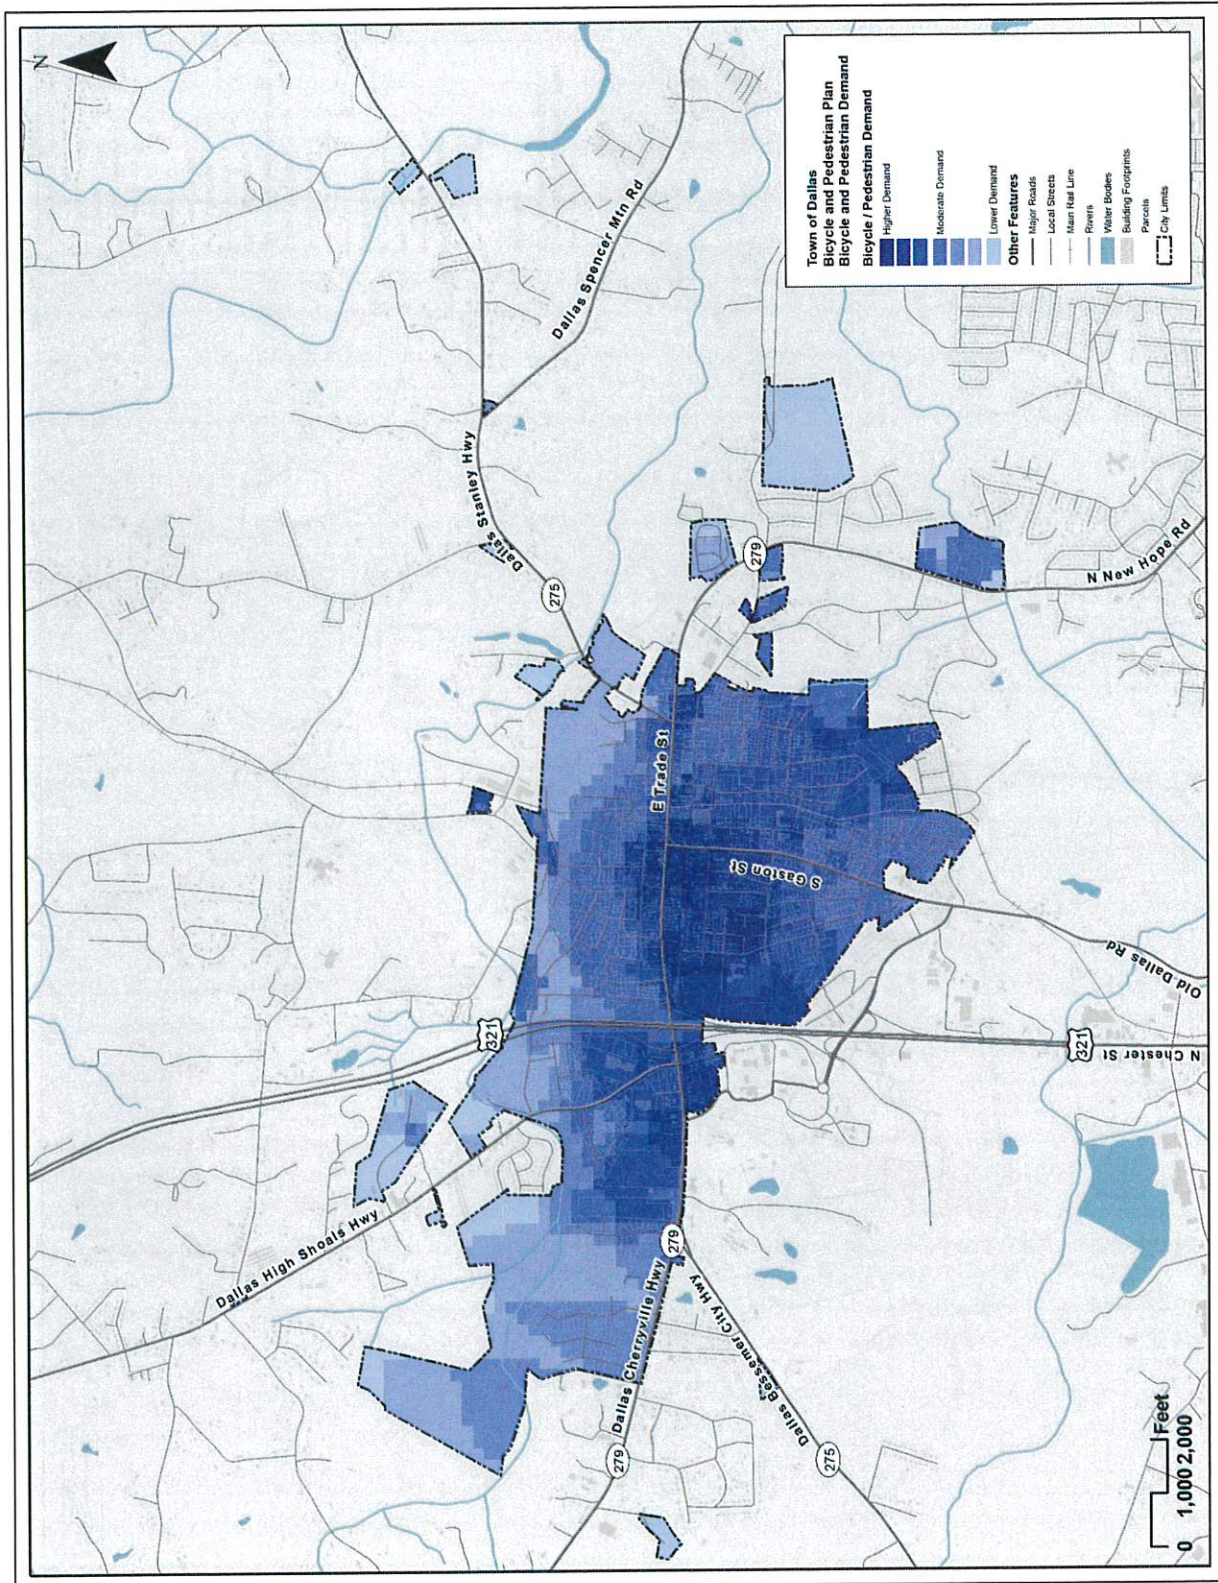 N
Dallas High Shoals Hwy
321
Dallas Stanley Hwy
275
Dallas Spencer Mtn Rd
279
Dallas Cherryville Hwy
279
E Trade St
279
Dallas Bessemer City Hwy
275
S Gaston St
N New Hope Rd
Old Dallas Rd
321
N Chester St
0 1,000 2,000
Feet
Town of Dallas
Bicycle and Pedestrian Plan
Bicycle and Pedestrian Demand
Bicycle / Pedestrian Demand
Higher Demand
Moderate Demand
Lower Demand
Other Features
Major Roads
Local Streets
Main Rail Line
Rivers
Water Bodies
Building Footprints
Parcels
City Limits